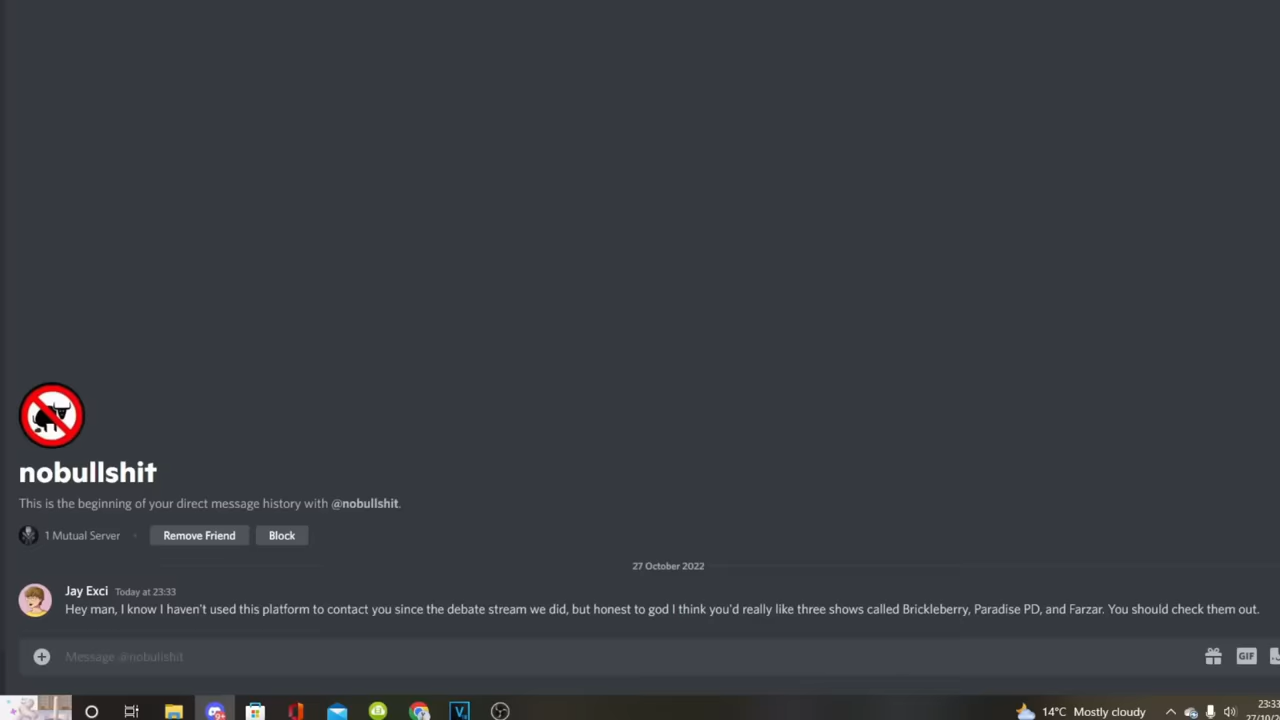 nobullshit
This is the beginning of your direct message history with @nobullshit.
1 Mutual Server
Remove Friend
Block
27 October 2022
Jay Exci Today at 23:33
Hey man, I know I haven't used this platform to contact you since the debate stream we did, but honest to god I think you'd really like three shows called Brickleberry, Paradise PD, and Farzar. You should check them out.
Message @nobullshit
GIF
9+
V
14°C Mostly cloudy
23:33